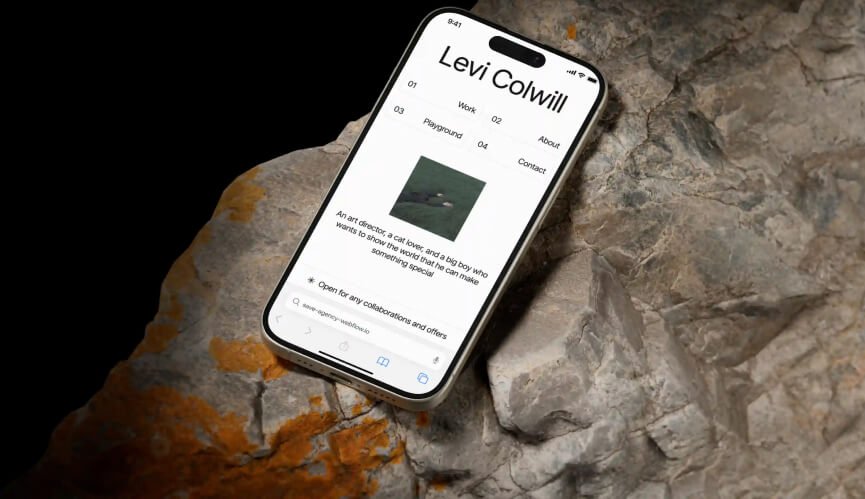 9:41
Levi Colwill
01 Work
02 About
03 Playground
04 Contact
An art director, a cat lover, and a big boy who
wants to show the world that he can make
something special
Open for any collaborations and offers
save-agency-webflow.io